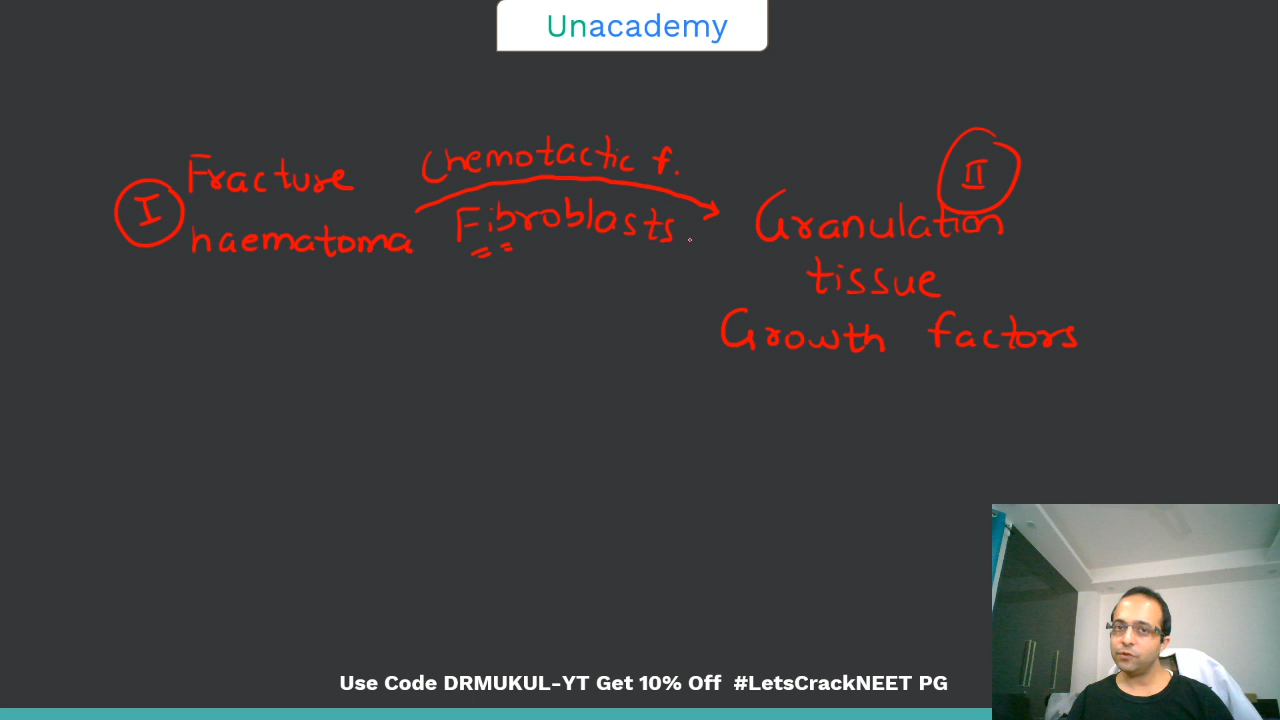 Unacademy
Chemotactic f.
Fracture
haematoma
I
Fibroblasts
II
Granulation
tissue
Growth factors
Use Code DRMUKUL-YT Get 10% Off #LetsCrackNEET PG